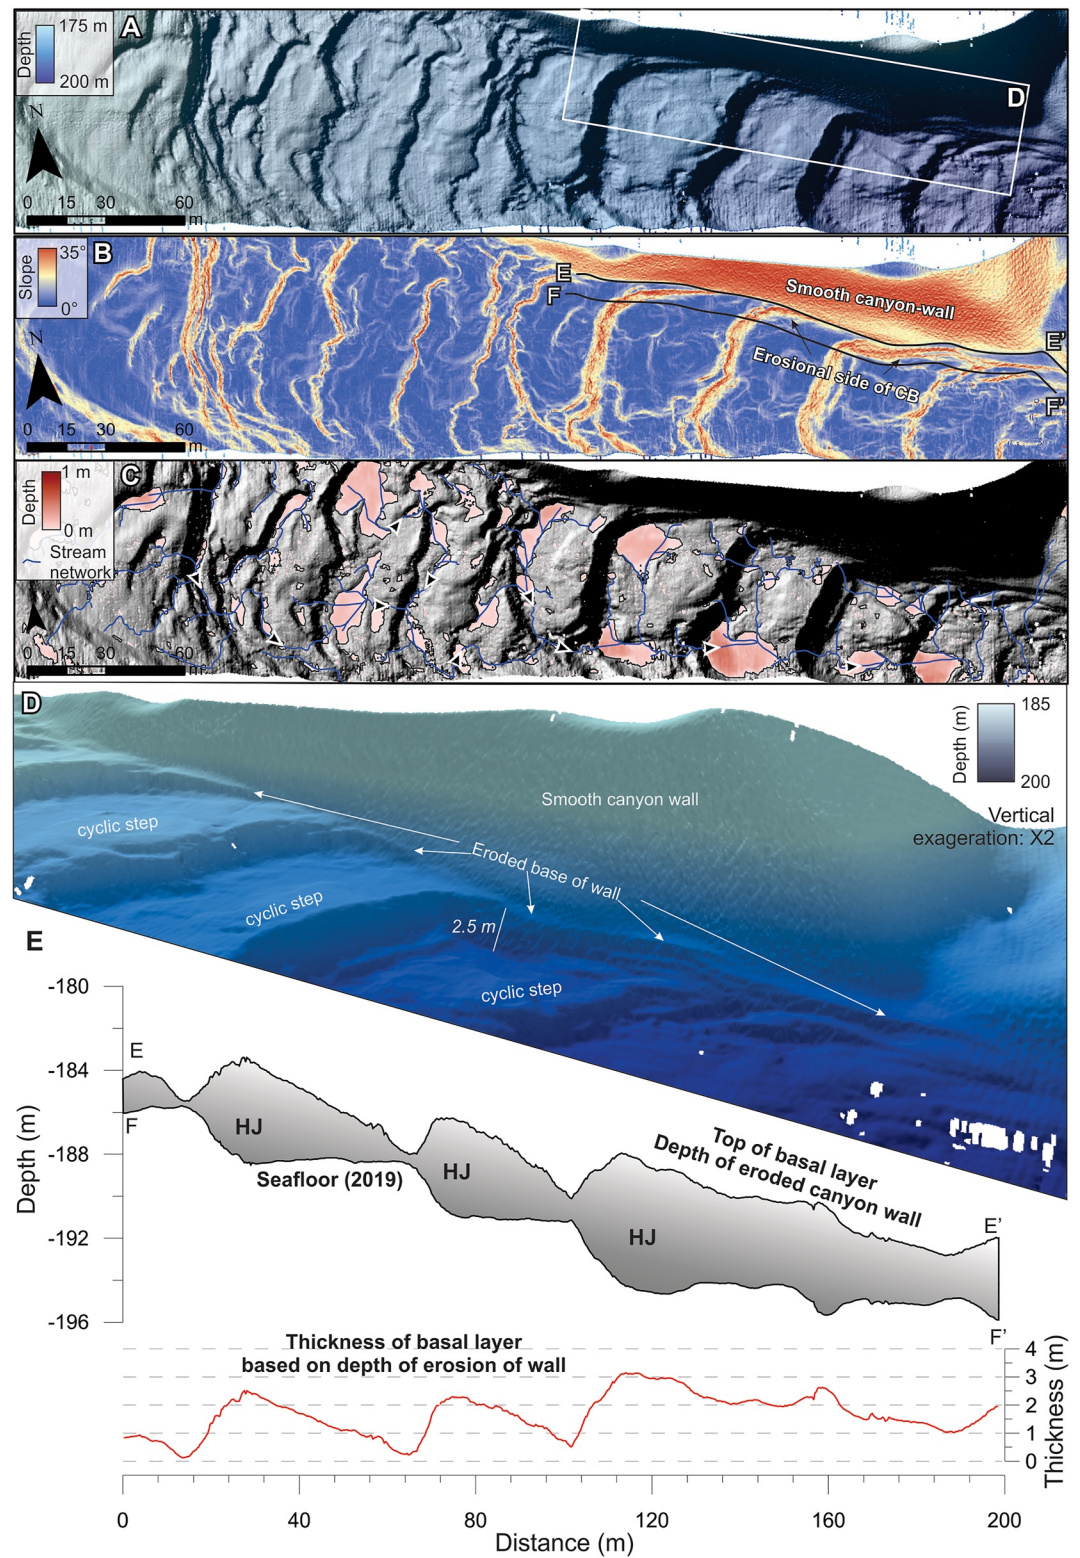 A
Depth
175 m
200 m
D
N
0 15 30 60 m
B
Slope
35°
0°
E
F
Smooth canyon-wall
Erosional side of CB
E’
F’
N
0 15 30 60 m
C
Depth
1 m
0 m
Stream
network
0 15 30 60 m
D
Depth (m)
185
200
Vertical
exageration: X2
Smooth canyon wall
cyclic step
Eroded base of wall
cyclic step
2.5 m
cyclic step
E
-180
-184
-188
-192
-196
Depth (m)
E
F
HJ
HJ
HJ
Seafloor (2019)
Top of basal layer
Depth of eroded canyon wall
E’
F’
Thickness of basal layer
based on depth of erosion of wall
4
3
2
1
0
Thickness (m)
0 40 80 120 160 200
Distance (m)